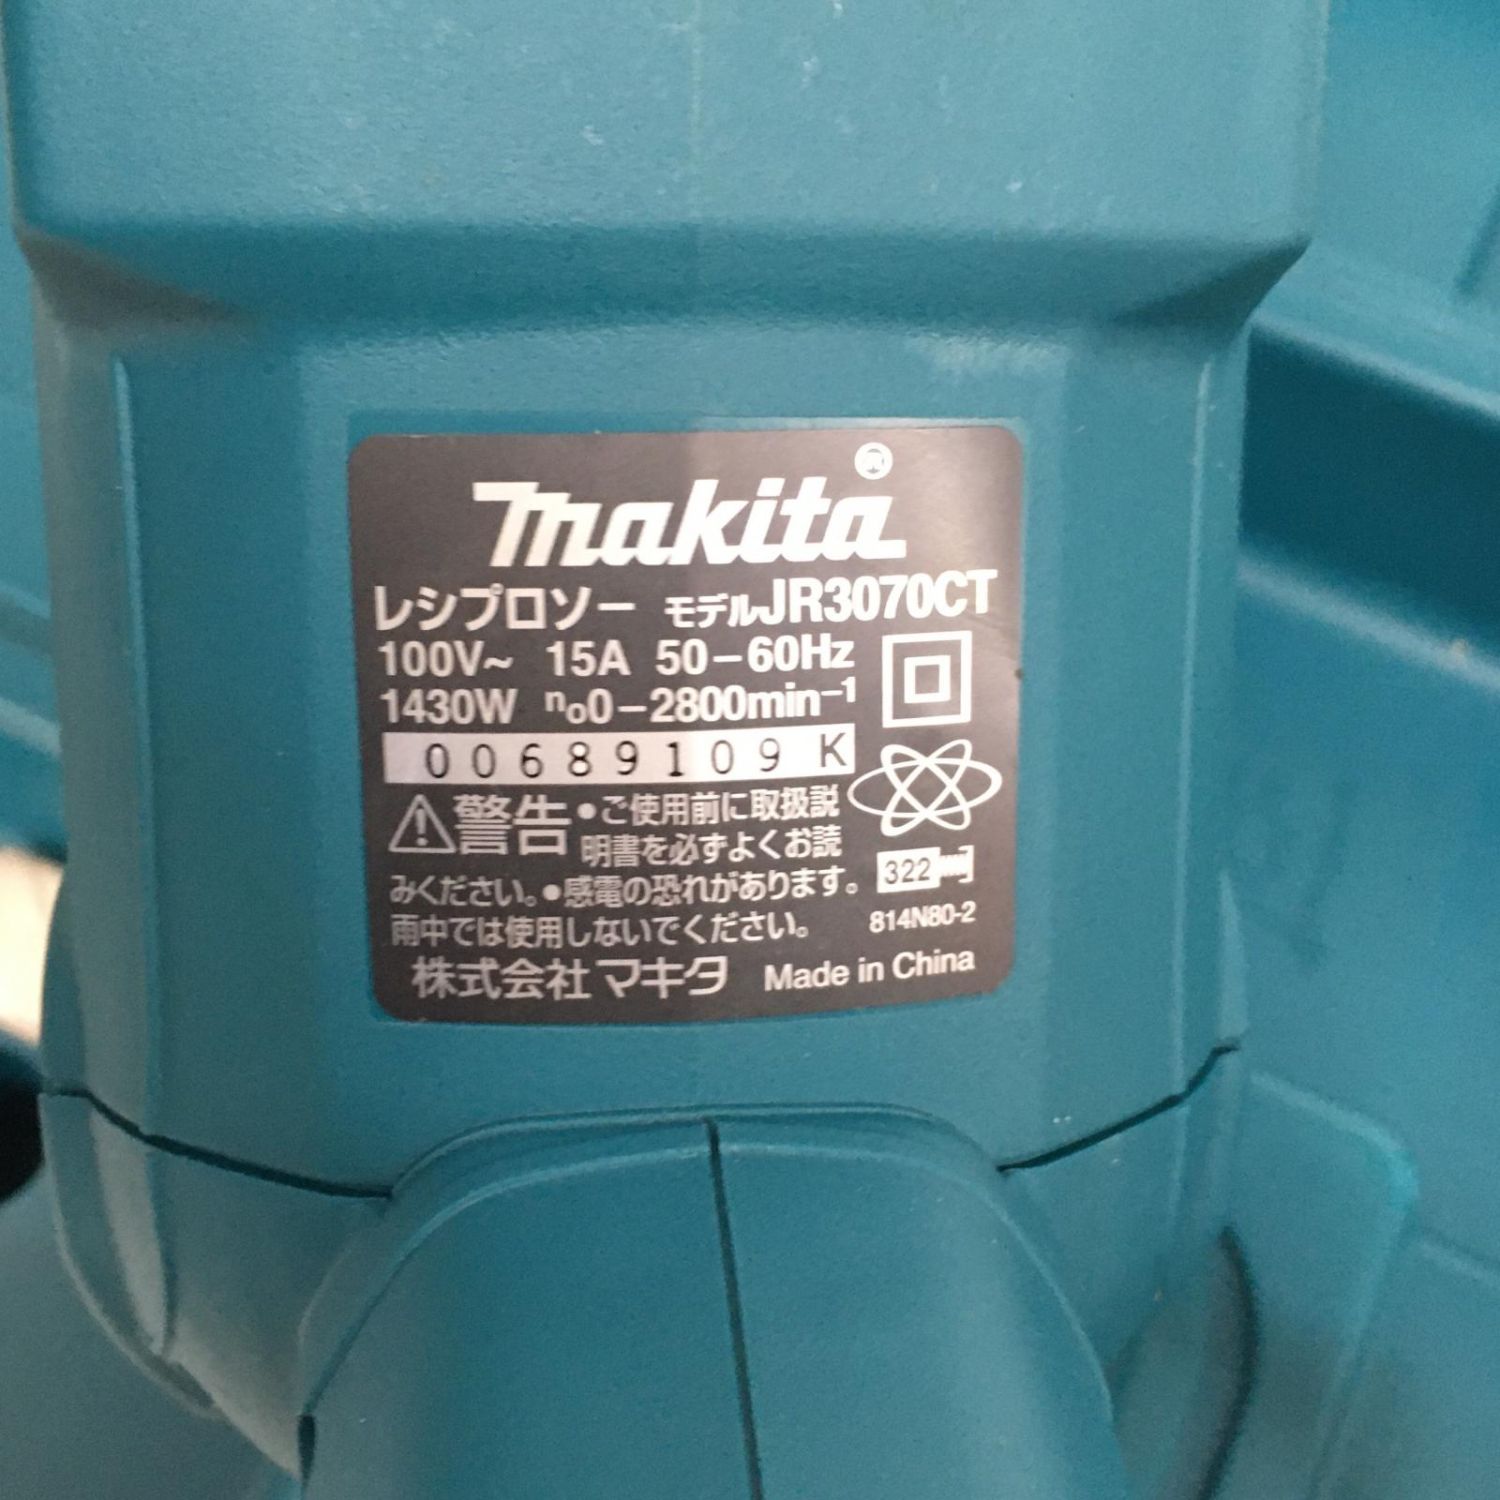 makita®
レシプロソー モデルJR3070CT
100V~ 15A 50-60Hz
1430W n₀0-2800min⁻¹
00689109 K
⚠警告 •ご使用前に取扱説
明書を必ずよくお読
みください。•感電の恐れがあります。
雨中では使用しないでください。
322
814N80-2
株式会社マキタ Made in China